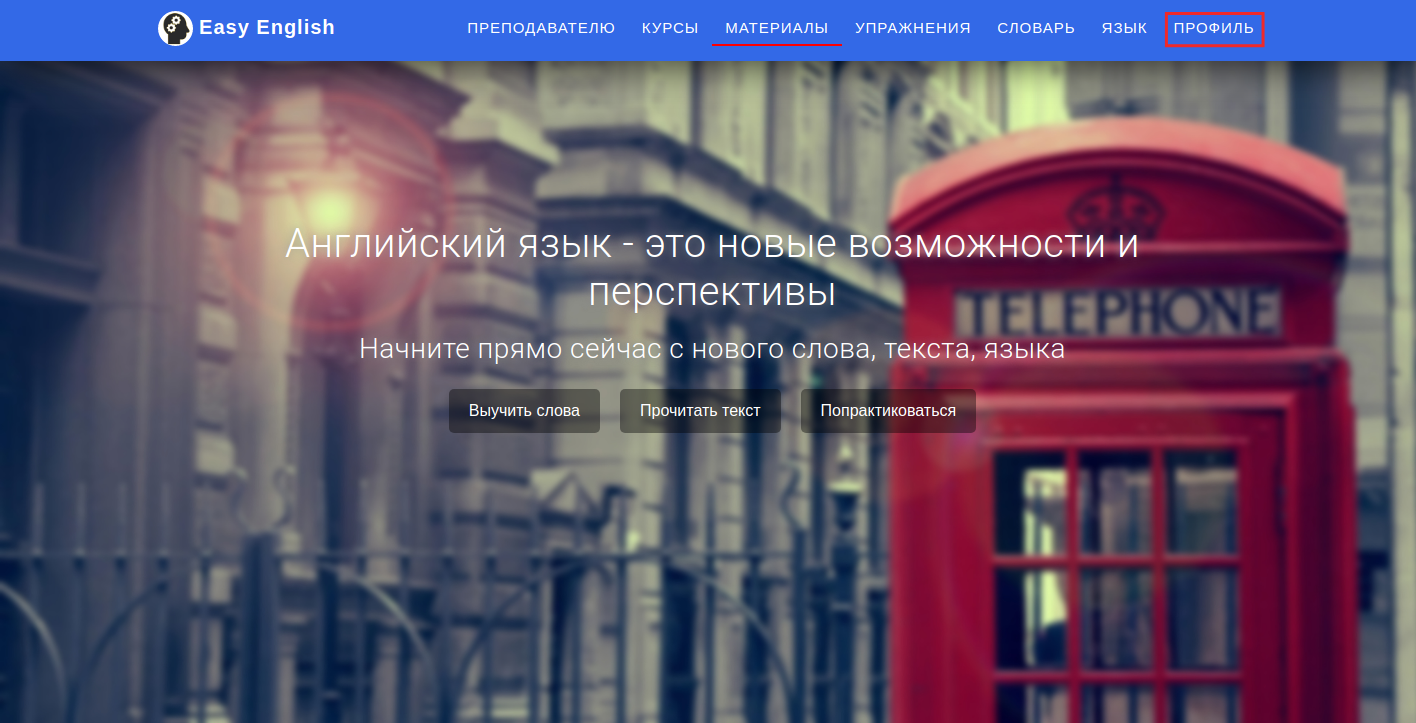 Easy English
ПРЕПОДАВАТЕЛЮ КУРСЫ МАТЕРИАЛЫ УПРАЖНЕНИЯ СЛОВАРЬ ЯЗЫК ПРОФИЛЬ
Английский язык - это новые возможности и
перспективы
Начните прямо сейчас с нового слова, текста, языка
Выучить слова Прочитать текст Попрактиковаться
TELEPHONE